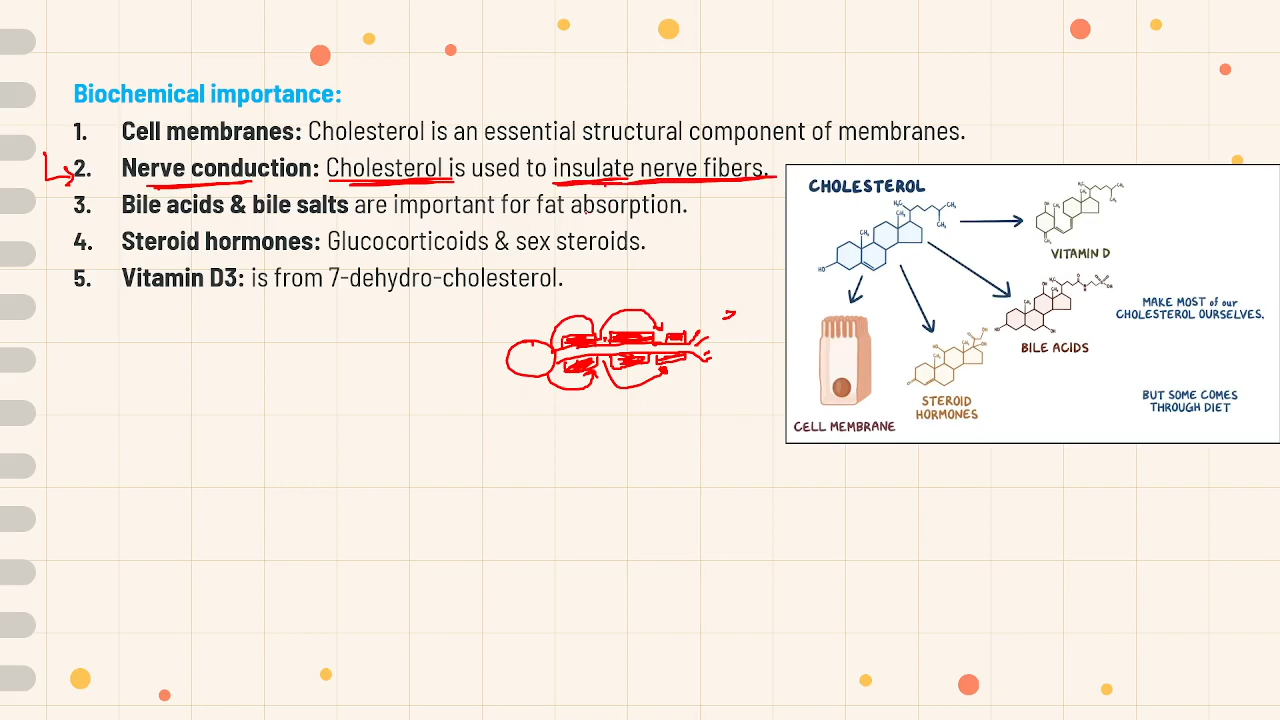 Biochemical importance:
1. Cell membranes: Cholesterol is an essential structural component of membranes.
2. Nerve conduction: Cholesterol is used to insulate nerve fibers.
3. Bile acids & bile salts are important for fat absorption.
4. Steroid hormones: Glucocorticoids & sex steroids.
5. Vitamin D3: is from 7-dehydro-cholesterol.
CHOLESTEROL
VITAMIN D
MAKE MOST of our
CHOLESTEROL OURSELVES.
BILE ACIDS
STEROID
HORMONES
CELL MEMBRANE
BUT SOME COMES
THROUGH DIET